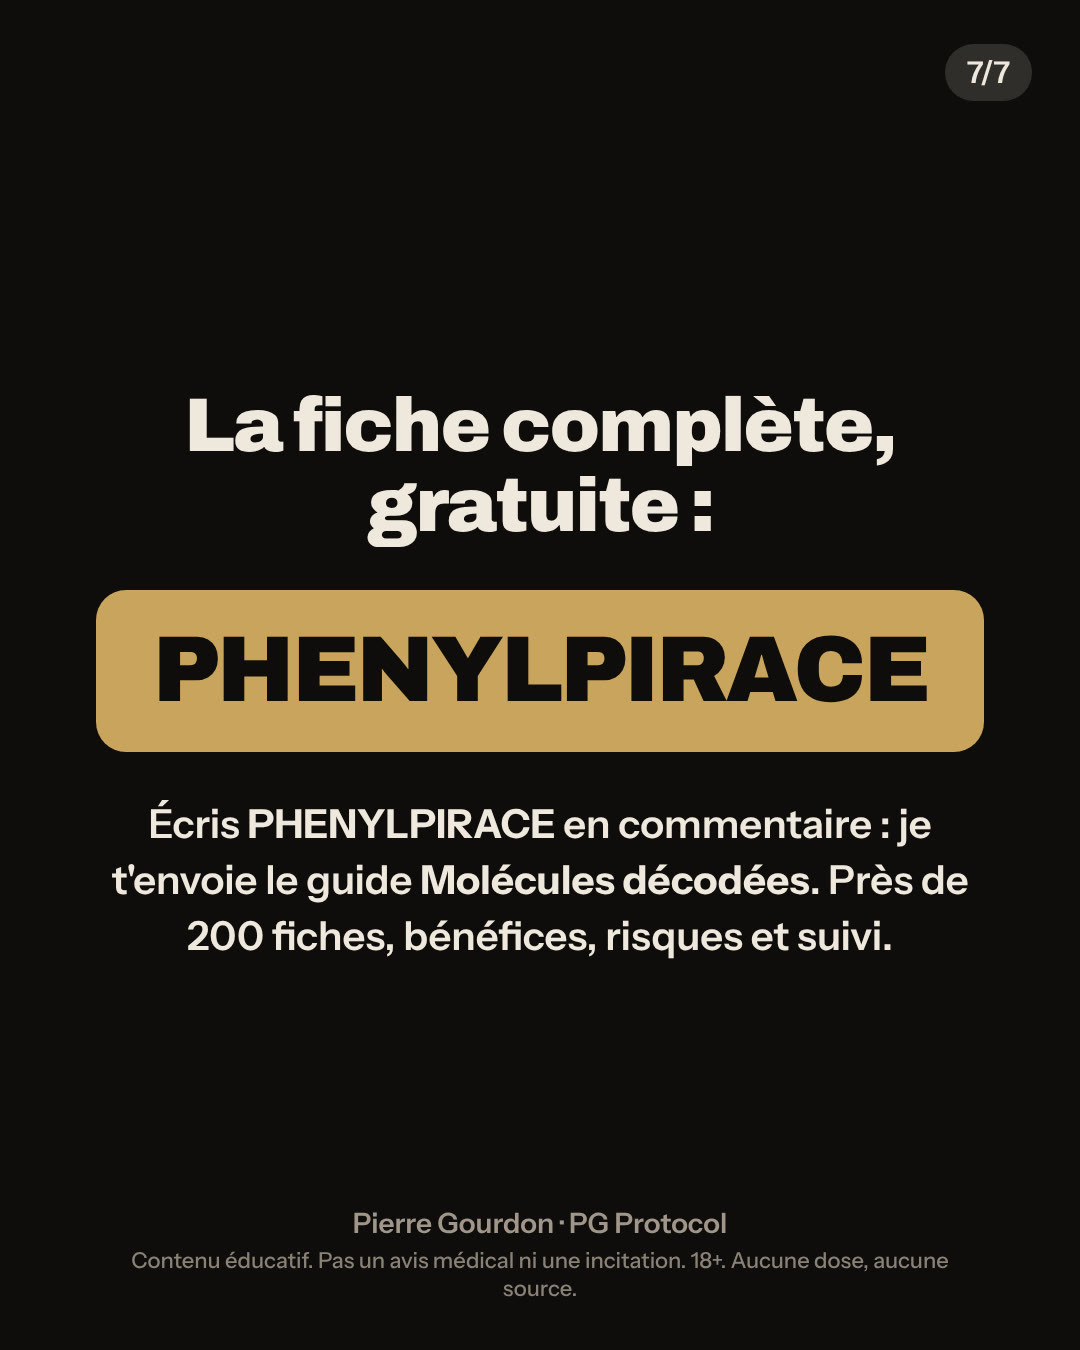 7/7
La fiche complète,
gratuite :
PHENYLPIRACE
Écris PHENYLPIRACE en commentaire : je
t'envoie le guide Molécules décodées. Près de
200 fiches, bénéfices, risques et suivi.
Pierre Gourdon · PG Protocol
Contenu éducatif. Pas un avis médical ni une incitation. 18+. Aucune dose, aucune
source.